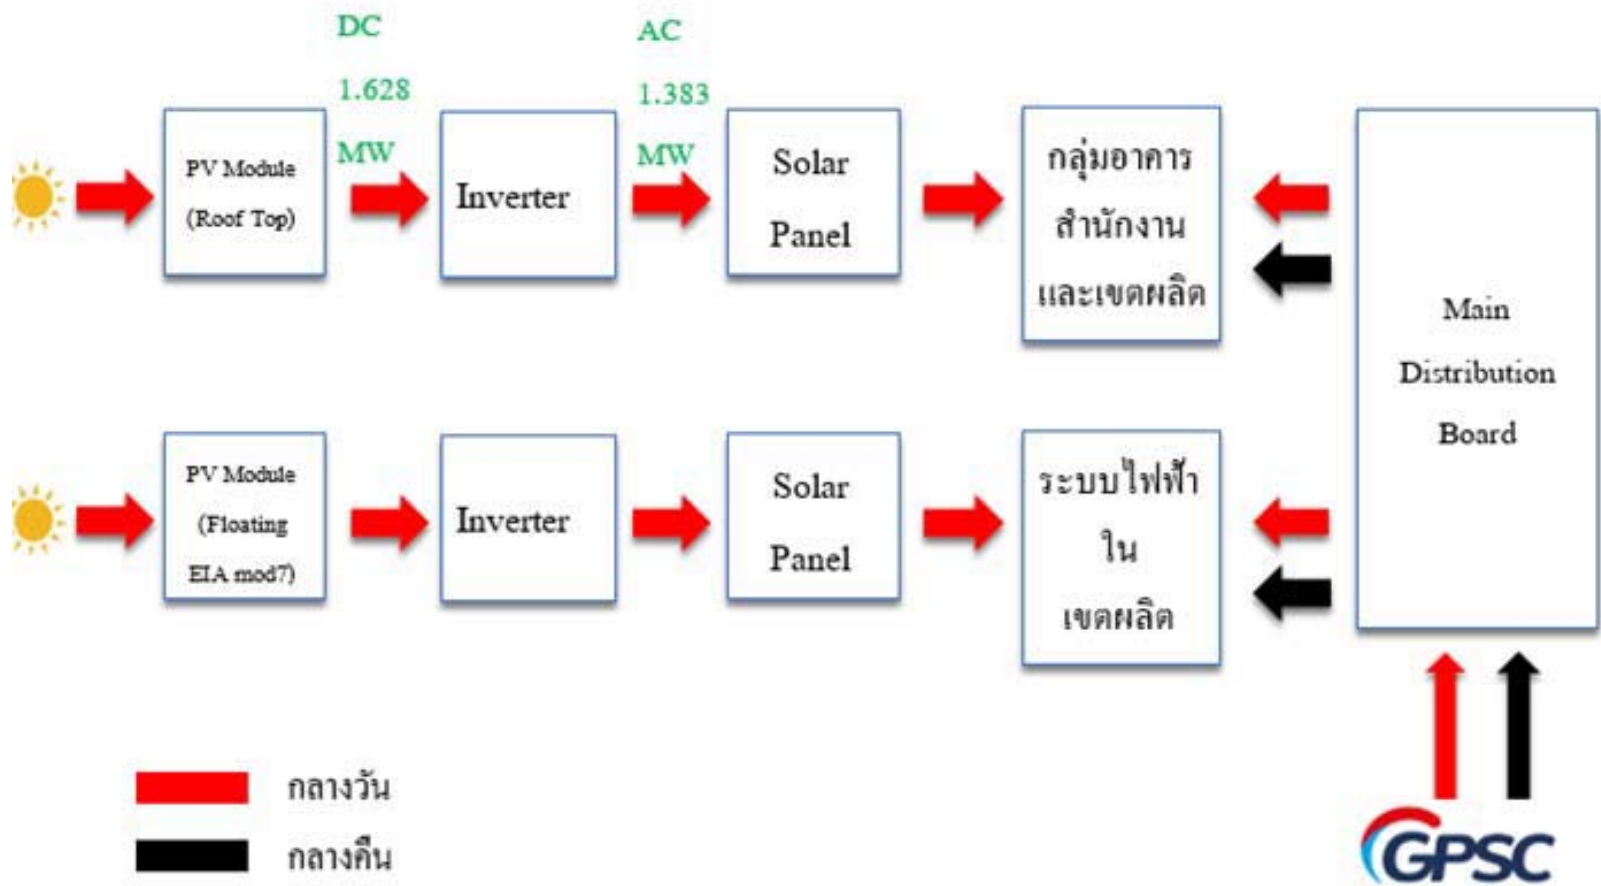 DC
1.628
MW
AC
1.383
MW
PV Module
(Roof Top)
Inverter
Solar
Panel
กลุ่มอาคาร
สำนักงาน
และเขตผลิต
Main
Distribution
Board
PV Module
(Floating
EIA mod7)
Inverter
Solar
Panel
ระบบไฟฟ้า
ใน
เขตผลิต
กลางวัน
กลางคืน
GPSC